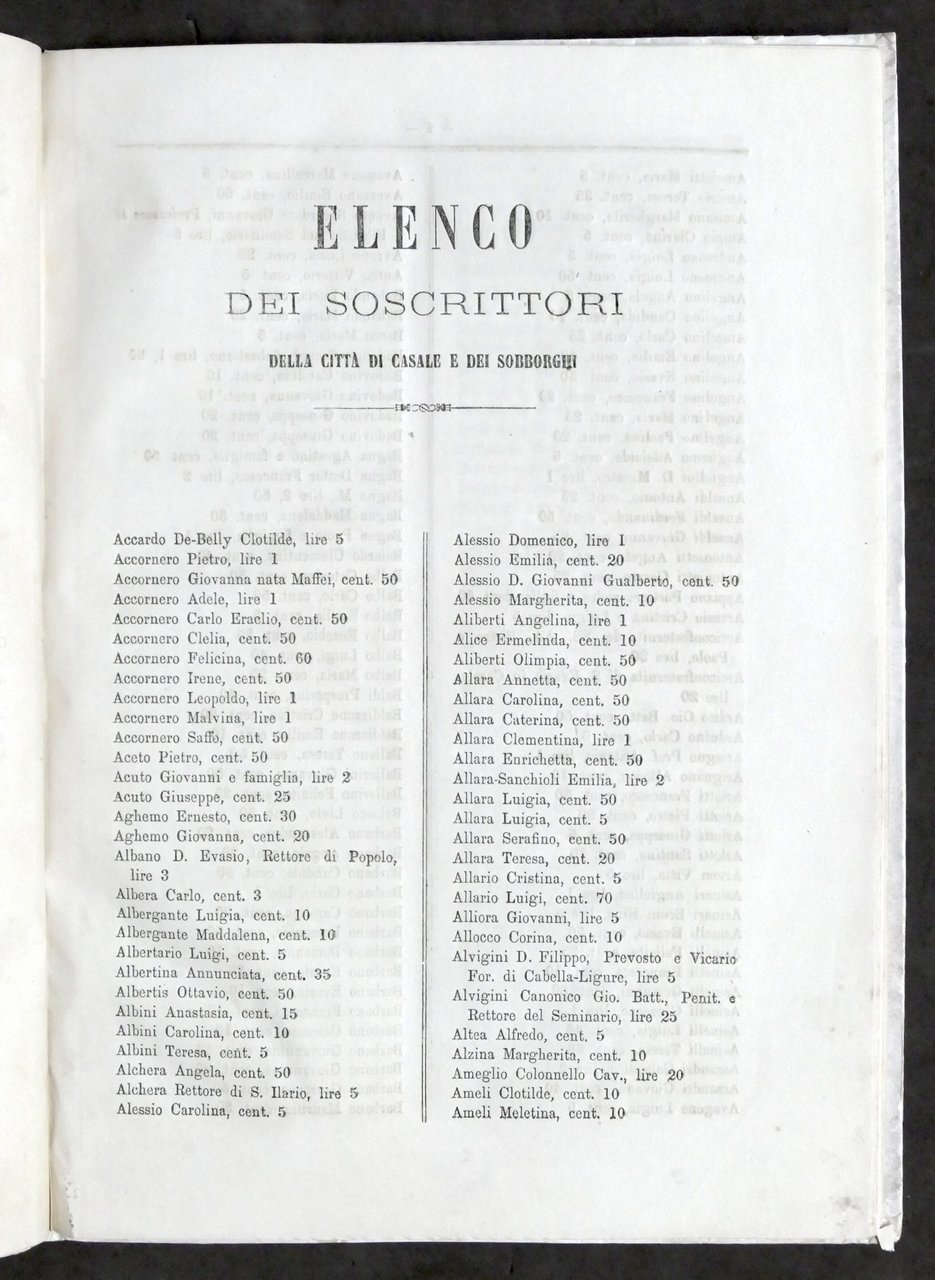 ELENCO
DEI SOSCRITTORI
DELLA CITTÀ DI CASALE E DEI SOBBORGHI
Accardo De-Belly Clotilde, lire 5
Accornero Pietro, lire 1
Accornero Giovanna nata Maffei, cent. 50
Accornero Adele, lire 1
Accornero Carlo Eraclio, cent. 50
Accornero Clelia, cent. 50
Accornero Felicina, cent. 60
Accornero Irene, cent. 50
Accornero Leopoldo, lire 1
Accornero Malvina, lire 1
Accornero Saffo, cent. 50
Aceto Pietro, cent. 50
Acuto Giovanni e famiglia, lire 2
Acuto Giuseppe, cent. 25
Aghemo Ernesto, cent. 30
Aghemo Giovanna, cent. 20
Albano D. Evasio, Rettore di Popolo,
lire 3
Albera Carlo, cent. 3
Albergante Luigia, cent. 10
Albergante Maddalena, cent. 10
Albertario Luigi, cent. 5
Albertina Annunciata, cent. 35
Albertis Ottavio, cent. 50
Albini Anastasia, cent. 15
Albini Carolina, cent. 10
Albini Teresa, cent. 5
Alchera Angela, cent. 50
Alchera Rettore di S. Ilario, lire 5
Alessio Carolina, cent. 5
Alessio Domenico, lire 1
Alessio Emilia, cent. 20
Alessio D. Giovanni Gualberto, cent. 50
Alessio Margherita, cent. 10
Aliberti Angelina, lire 1
Alice Ermelinda, cent. 10
Aliberti Olimpia, cent. 50
Allara Annetta, cent. 50
Allara Carolina, cent. 50
Allara Caterina, cent. 50
Allara Clementina, lire 1
Allara Enrichetta, cent. 50
Allara-Sanchioli Emilia, lire 2
Allara Luigia, cent. 50
Allara Luigia, cent. 5
Allara Serafino, cent. 50
Allara Teresa, cent. 20
Allario Cristina, cent. 5
Allario Luigi, cent. 70
Alliora Giovanni, lire 5
Allocco Corina, cent. 10
Alvigini D. Filippo, Prevosto e Vicario
For. di Cabella-Ligure, lire 5
Alvigini Canonico Gio. Batt., Penit. e
Rettore del Seminario, lire 25
Altea Alfredo, cent. 5
Alzina Margherita, cent. 10
Ameglio Colonnello Cav., lire 20
Ameli Clotilde, cent. 10
Ameli Meletina, cent. 10